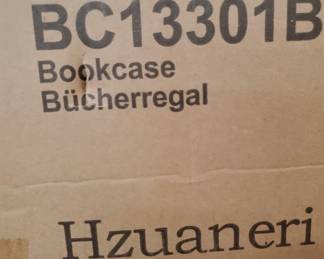 BC13301B
Bookcase
Bücherregal
Hzuaneri